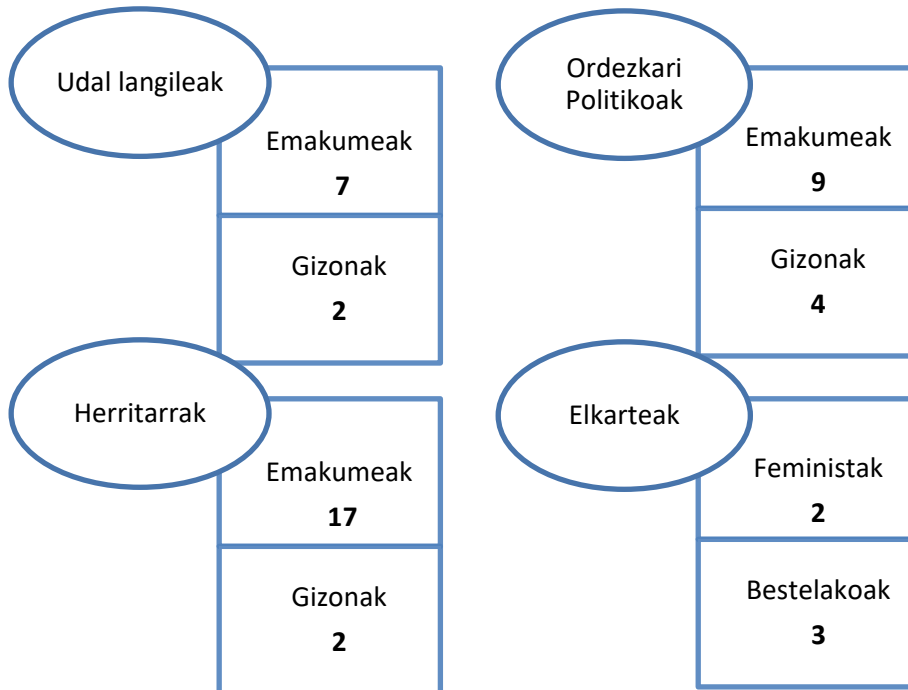 Udal langileak
Emakumeak
7
Gizonak
2
Ordezkari
Politikoak
Emakumeak
9
Gizonak
4
Herritarrak
Emakumeak
17
Gizonak
2
Elkarteak
Feministak
2
Bestelakoak
3